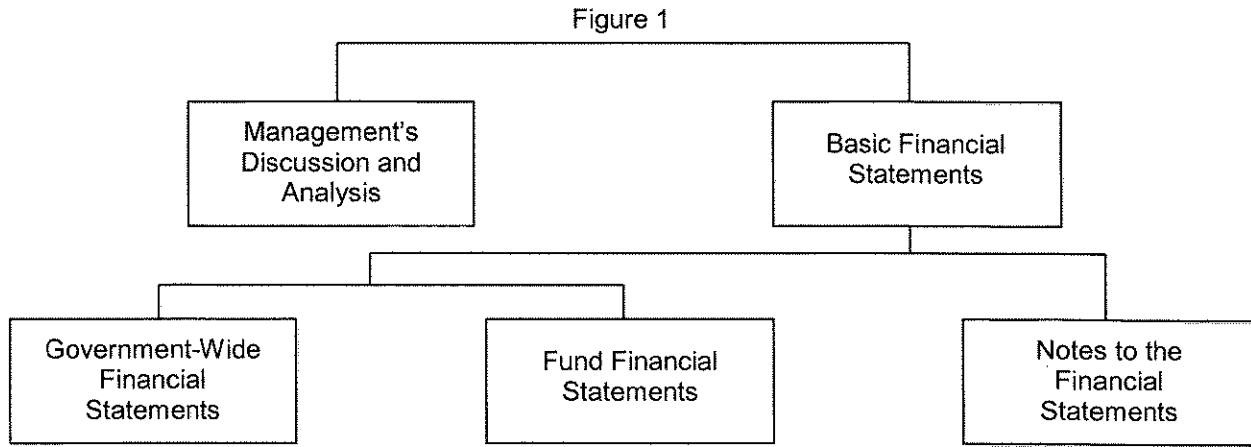 Figure 1
Management's
Discussion and
Analysis
Basic Financial
Statements
Government-Wide
Financial
Statements
Fund Financial
Statements
Notes to the
Financial
Statements